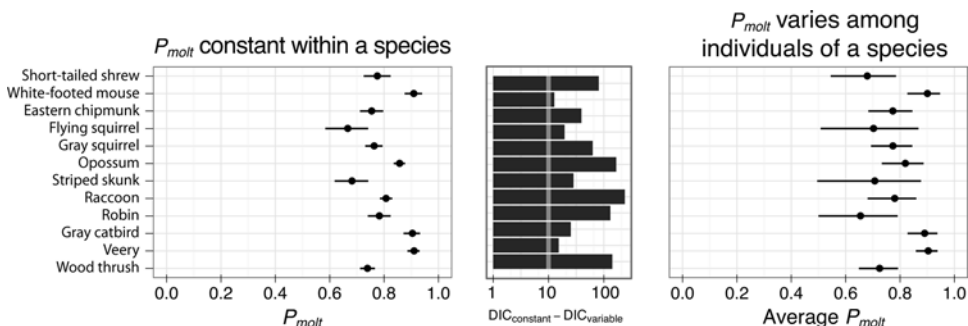 P_molt constant within a species
P_molt varies among
individuals of a species
Short-tailed shrew
White-footed mouse
Eastern chipmunk
Flying squirrel
Gray squirrel
Opossum
Striped skunk
Raccoon
Robin
Gray catbird
Veery
Wood thrush
0.0 0.2 0.4 0.6 0.8 1.0
P_molt
1 10 100
DIC_constant – DIC_variable
0.0 0.2 0.4 0.6 0.8 1.0
Average P_molt